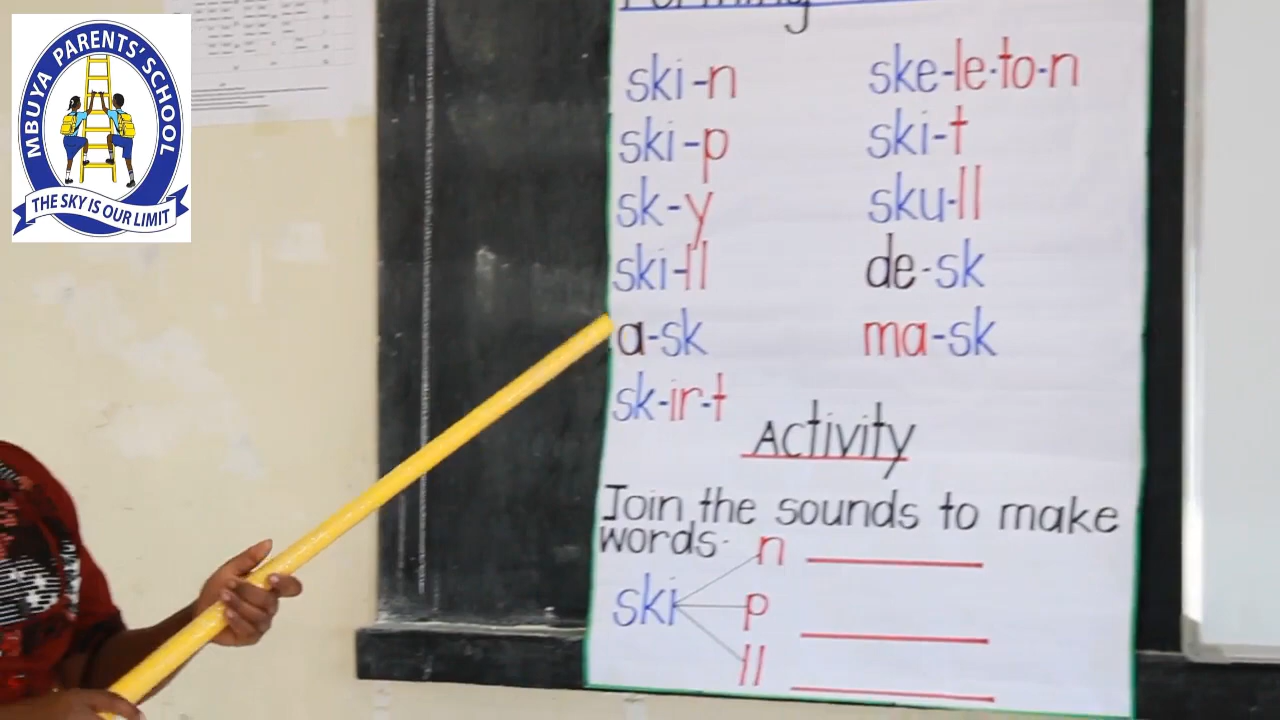 MBUYA PARENTS' SCHOOL
THE SKY IS OUR LIMIT
Forming
ski-n
ski-p
sk-y
ski-ll
a-sk
sk-ir-t
ske-le-to-n
ski-t
sku-ll
de-sk
ma-sk
Activity
Join the sounds to make
words.
ski
n
p
ll